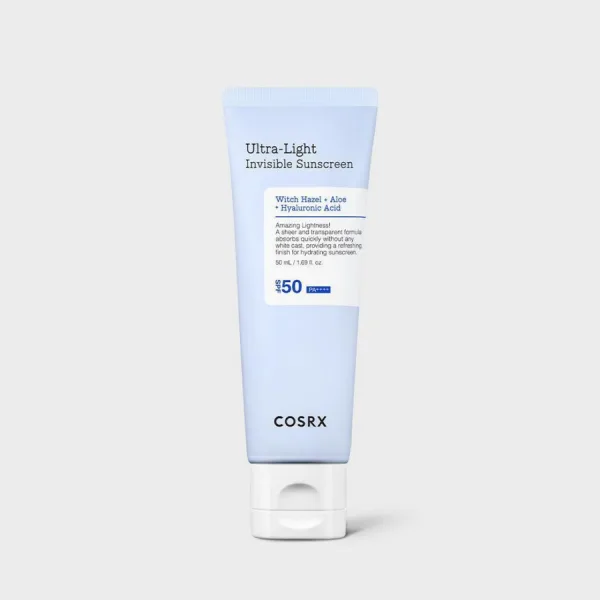 Ultra-Light
Invisible Sunscreen
Witch Hazel + Aloe
+ Hyaluronic Acid
Amazing Lightness!
A sheer and transparent formula
absorbs quickly without any
white cast, providing a refreshing
finish for hydrating sunscreen.
50 mL / 1.69 fl. oz.
SPF 50 PA++++
COSRX